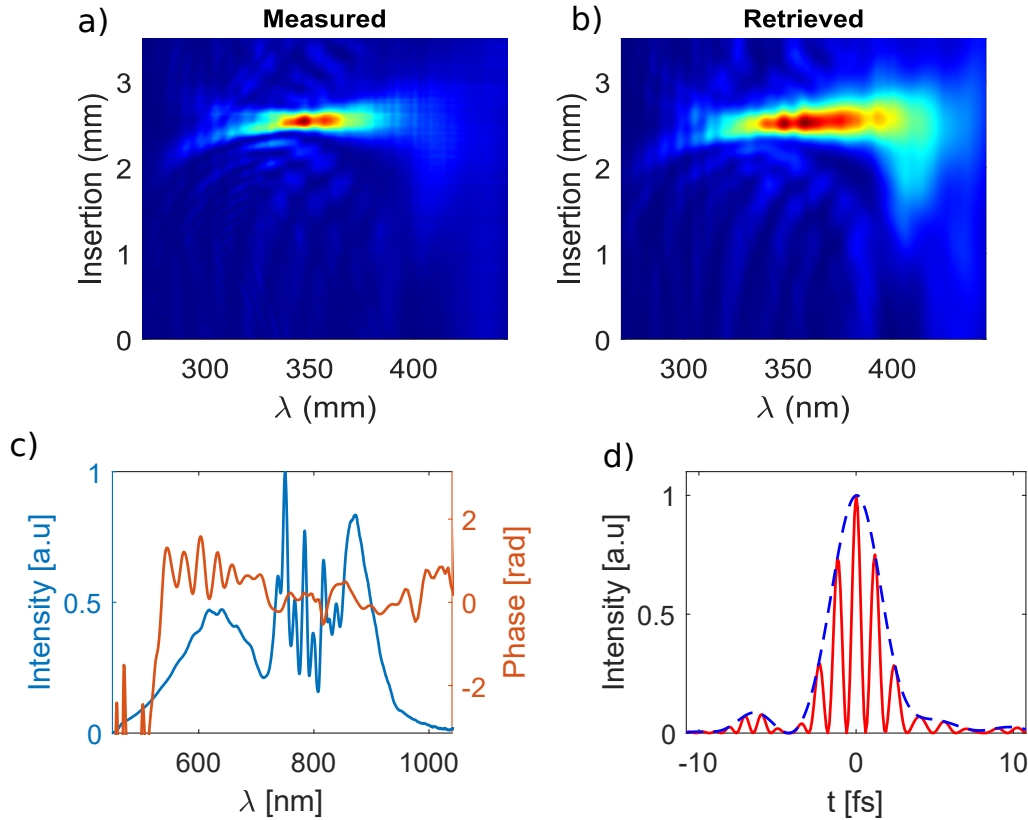 a)
Measured
Insertion (mm)
3
2
1
0
300
350
400
λ (mm)
b)
Retrieved
Insertion (mm)
3
2
1
0
300
350
400
λ (nm)
c)
Intensity [a.u]
1
0.5
0
Phase [rad]
2
0
-2
600
800
1000
λ [nm]
d)
Intensity [a.u]
1
0.5
0
-10
0
10
t [fs]